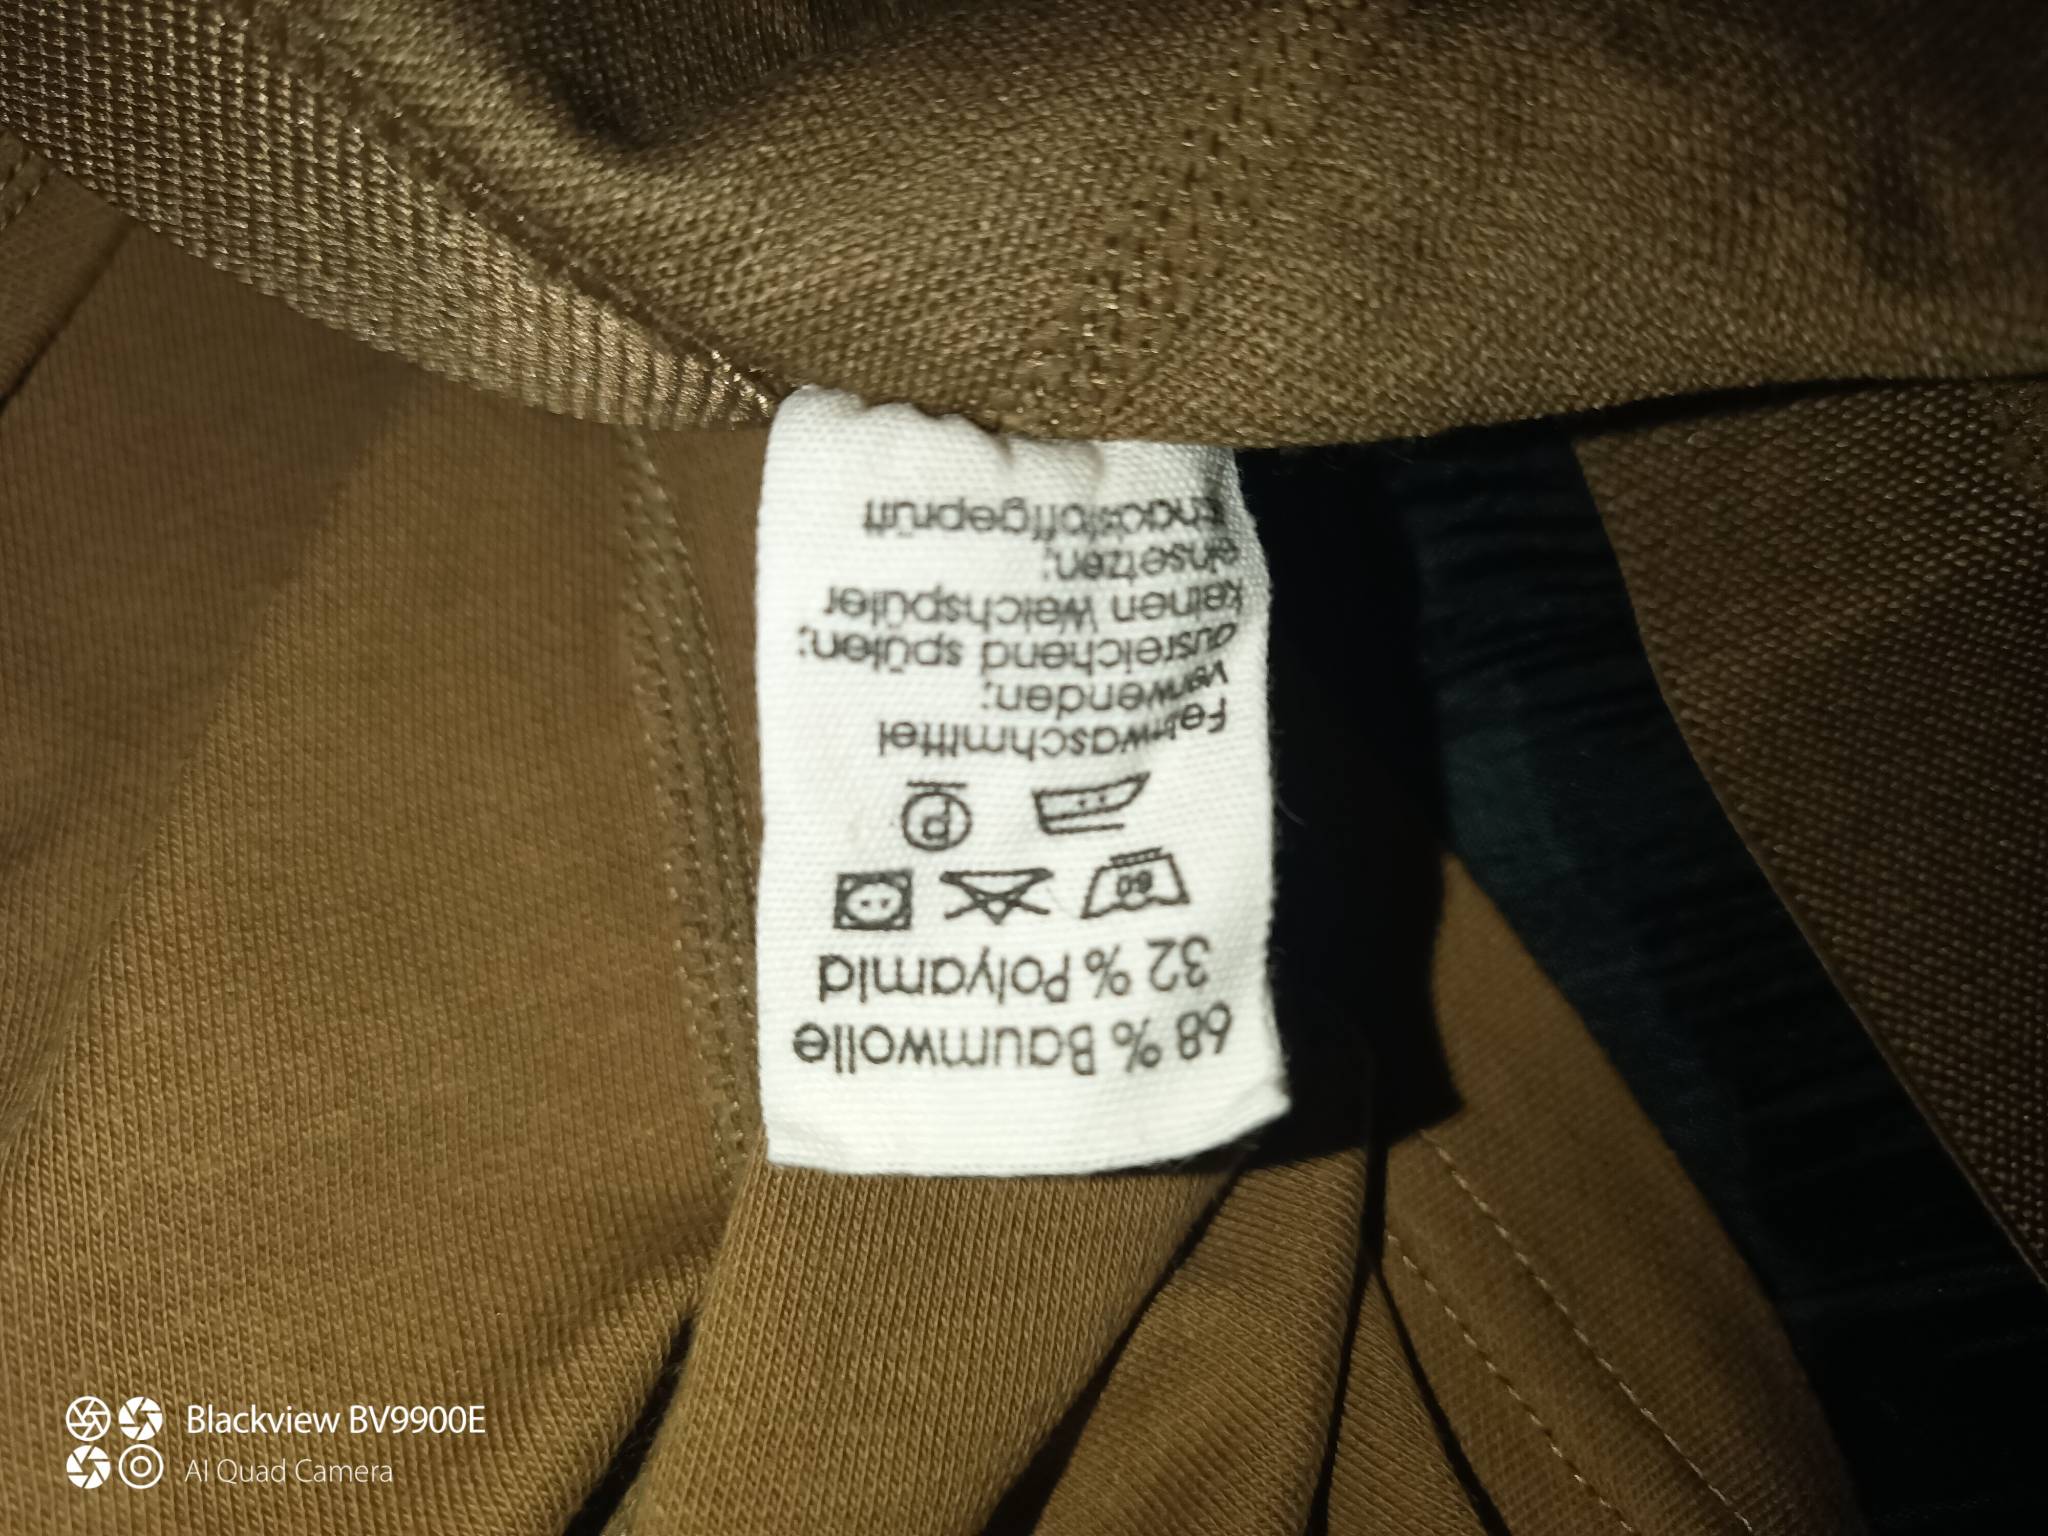 68 % Baumwolle
32 % Polyamid
60
P
Feinwaschmittel
verwenden;
ausreichend spülen;
keinen Weichspüler
einsetzen;
Blackview BV9900E
AI Quad Camera